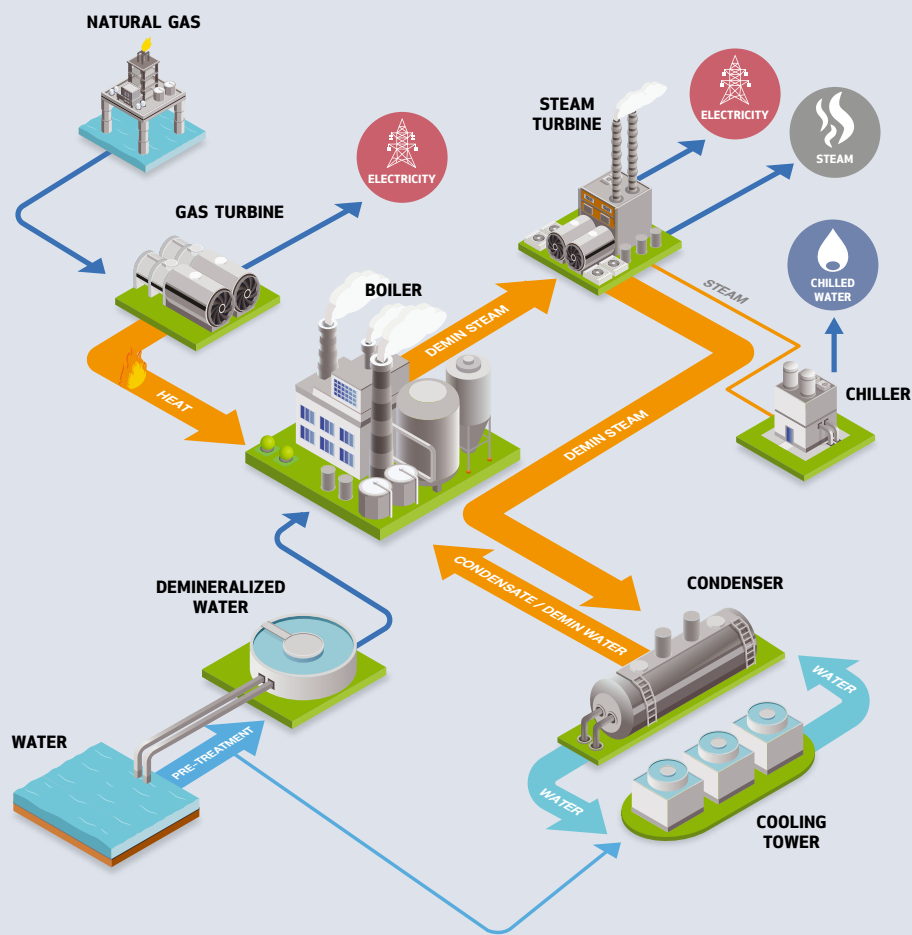 NATURAL GAS
STEAM
TURBINE
ELECTRICITY
STEAM
ELECTRICITY
GAS TURBINE
CHILLED
WATER
BOILER
STEAM
DEMIN STEAM
HEAT
CHILLER
DEMIN STEAM
CONDENSATE / DEMIN WATER
CONDENSER
DEMINERALIZED
WATER
WATER
WATER
PRE-TREATMENT
WATER
COOLING
TOWER